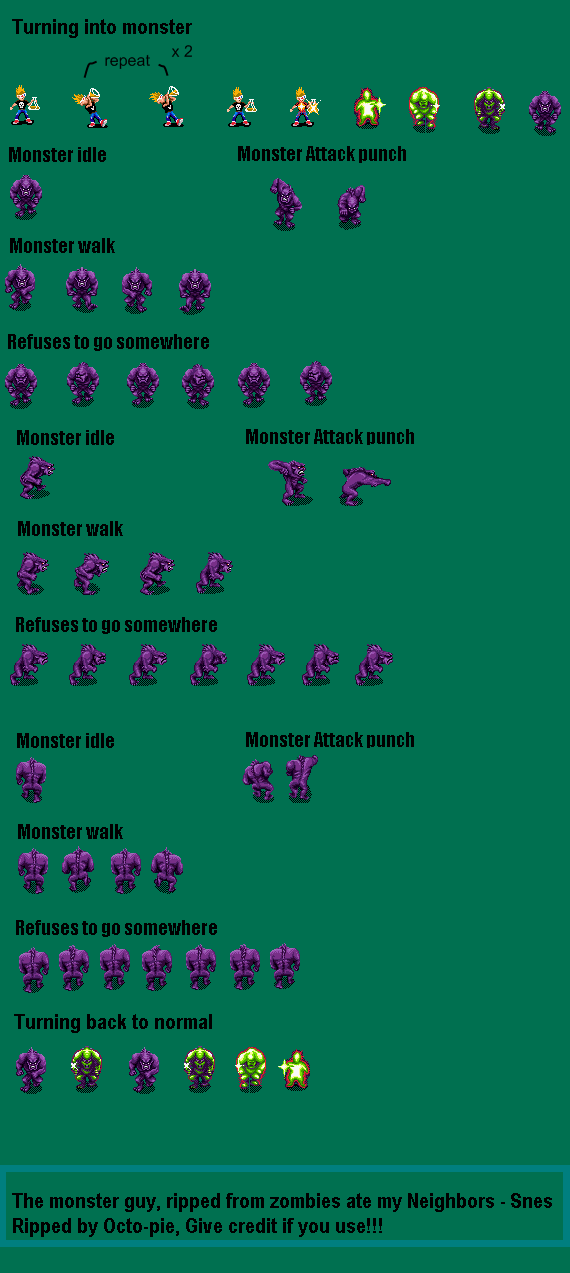 Turning into monster
repeat x 2
Monster idle Monster Attack punch
Monster walk
Refuses to go somewhere
Monster idle Monster Attack punch
Monster walk
Refuses to go somewhere
Monster idle Monster Attack punch
Monster walk
Refuses to go somewhere
Turning back to normal
The monster guy, ripped from zombies ate my Neighbors - Snes
Ripped by Octo-pie, Give credit if you use!!!